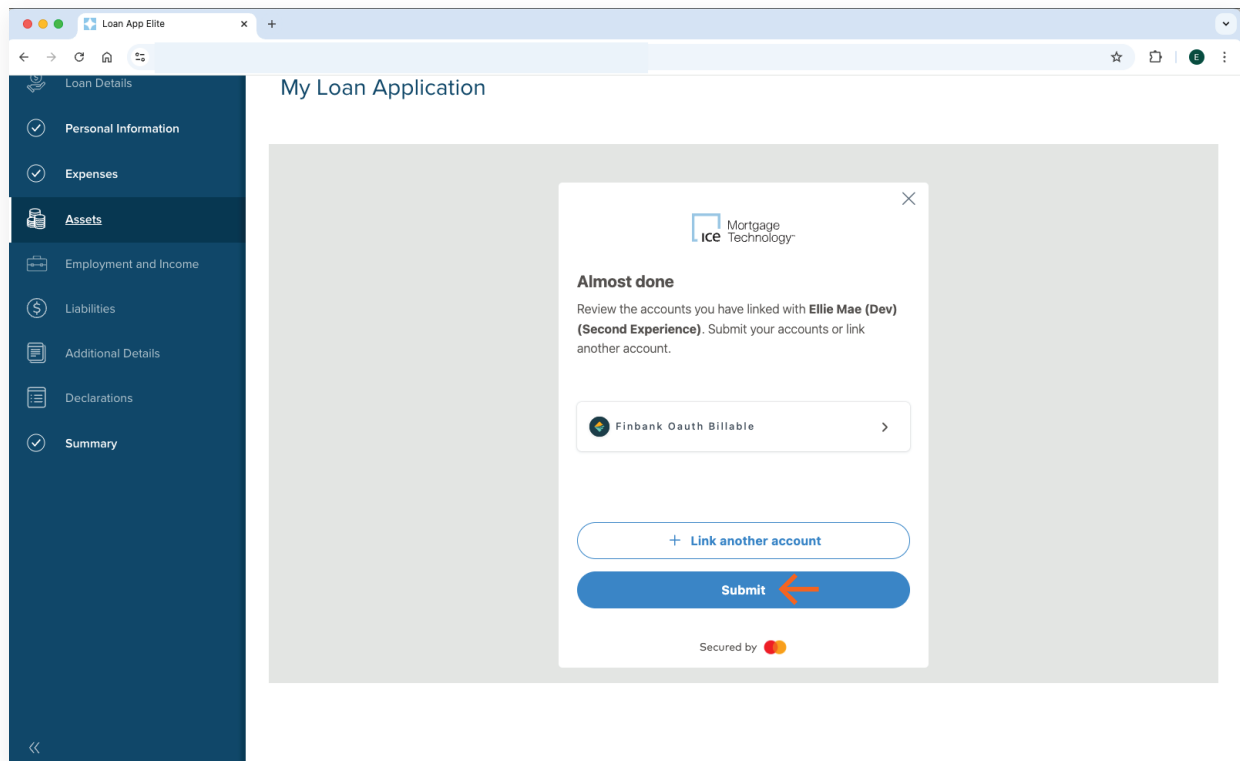 Loan App Elite
E
Loan Details
Personal Information
Expenses
Assets
Employment and Income
Liabilities
Additional Details
Declarations
Summary
My Loan Application
ice Mortgage
Technology™
Almost done
Review the accounts you have linked with Ellie Mae (Dev)
(Second Experience). Submit your accounts or link
another account.
Finbank Oauth Billable
+ Link another account
Submit
Secured by